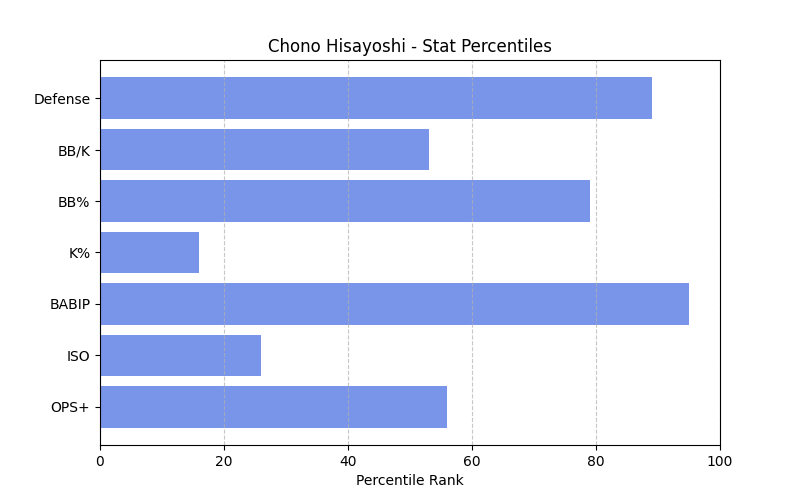 Chono Hisayoshi - Stat Percentiles
Defense
BB/K
BB%
K%
BABIP
ISO
OPS+
0 20 40 60 80 100
Percentile Rank